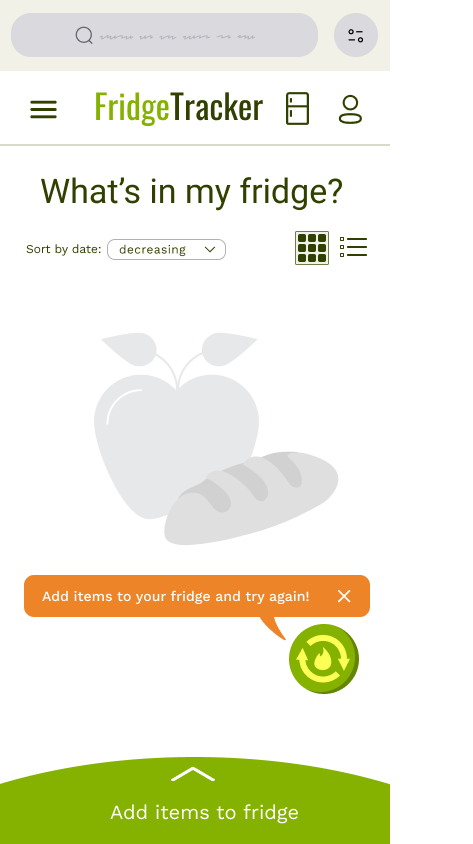 FridgeTracker
What's in my fridge?
Sort by date: decreasing
Add items to your fridge and try again!
Add items to fridge